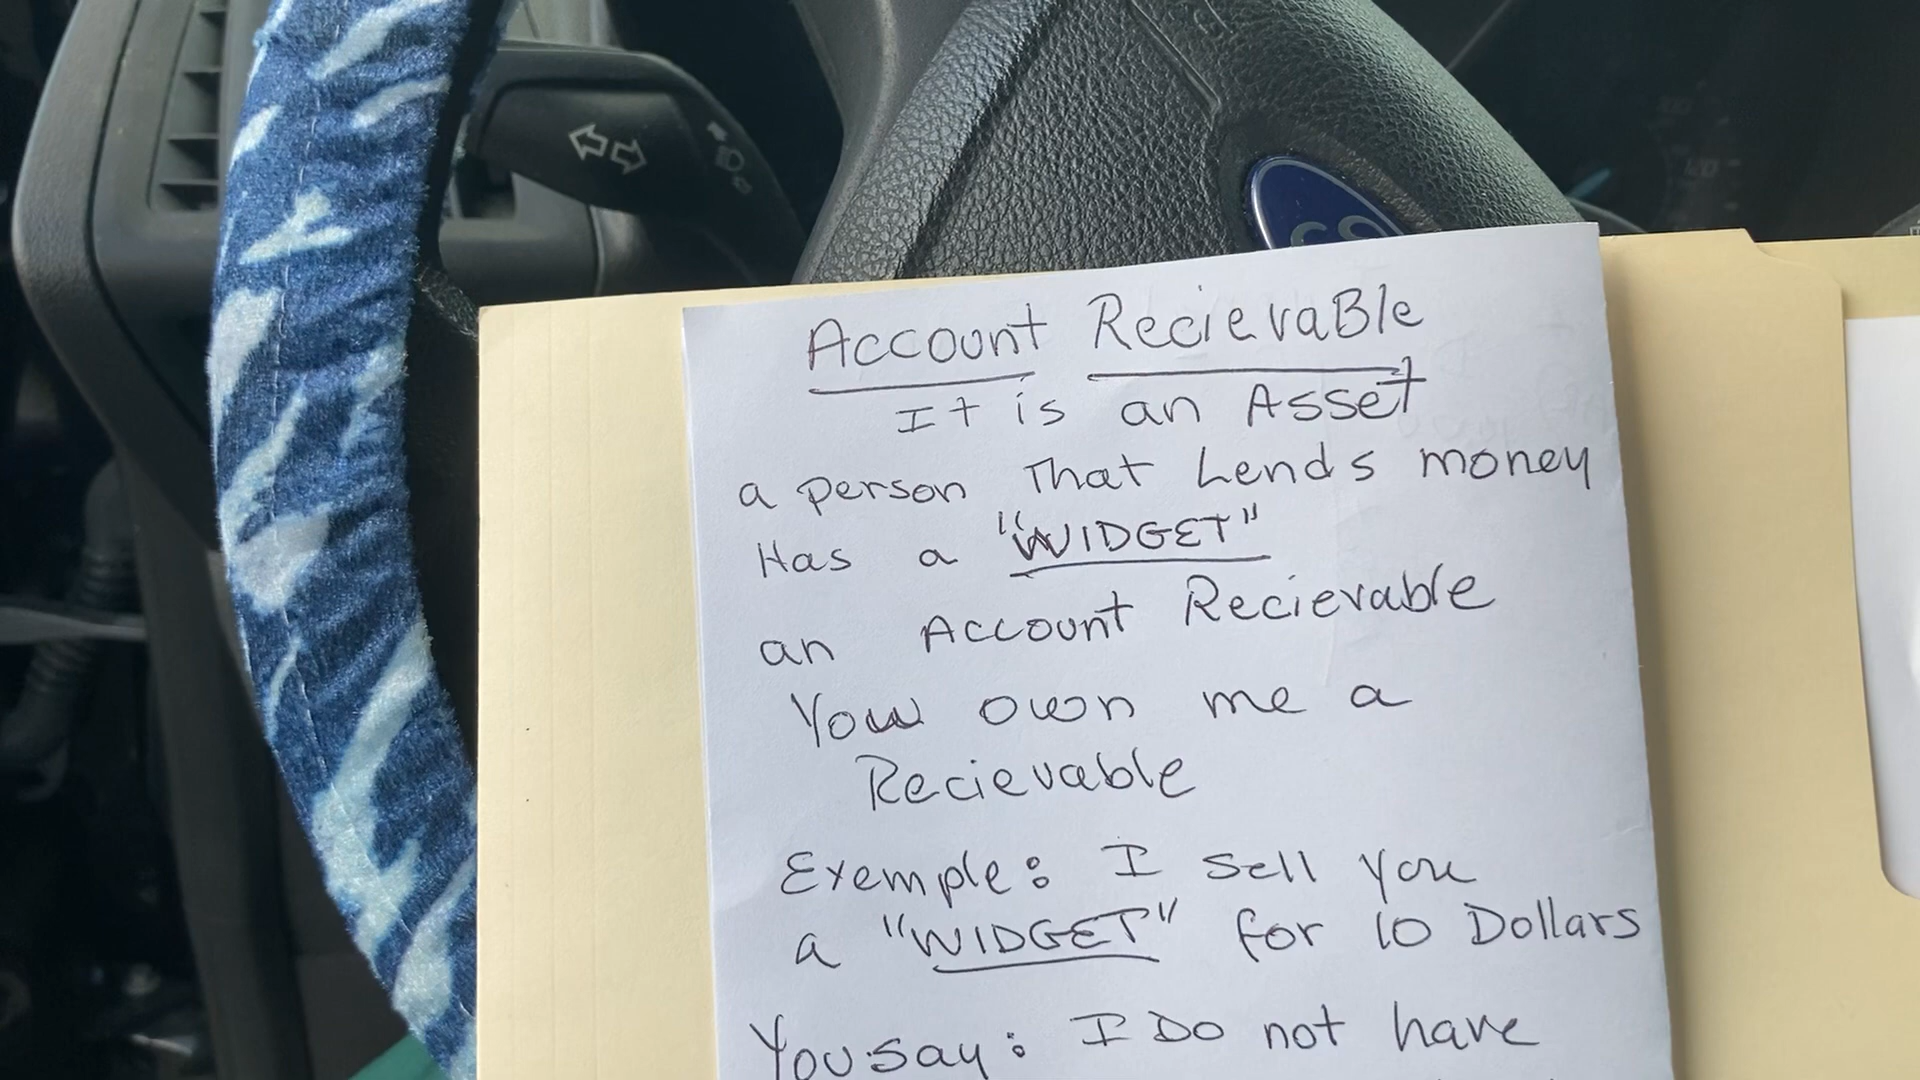 Account RecievaBle
It is an Asset
a person That Lends money
Has a "WIDGET"
an Account Recievable
You own me a
Recievable
Exemple: I sell you
a "WIDGET" for 10 Dollars
You say: I Do not have